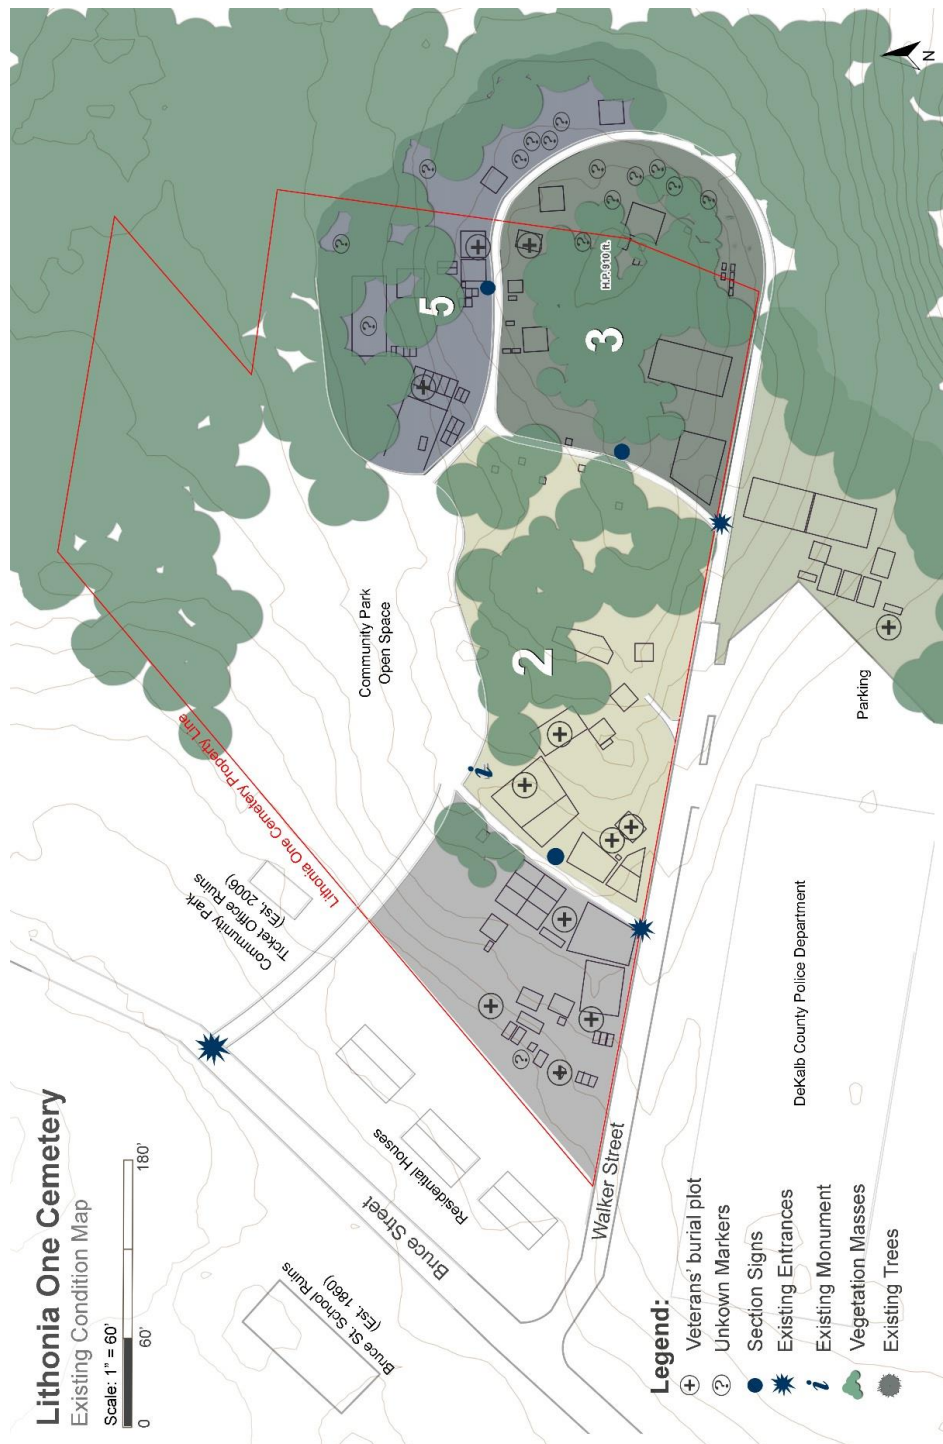 Lithonia One Cemetery
Existing Condition Map
Scale: 1" = 60'
0
60'
180'
Bruce St. School Ruins
(Est. 1860)
Bruce Street
Residential Houses
Community Park
Ticket Office Ruins
(Est. 2006)
Lithonia One Cemetery Property Line
Community Park
Open Space
i
2
3
5
H.P. 910 ft.
Walker Street
DeKalb County Police Department
Parking
N
Legend:
Veterans' burial plot
Unkown Markers
Section Signs
Existing Entrances
i Existing Monument
Vegetation Masses
Existing Trees